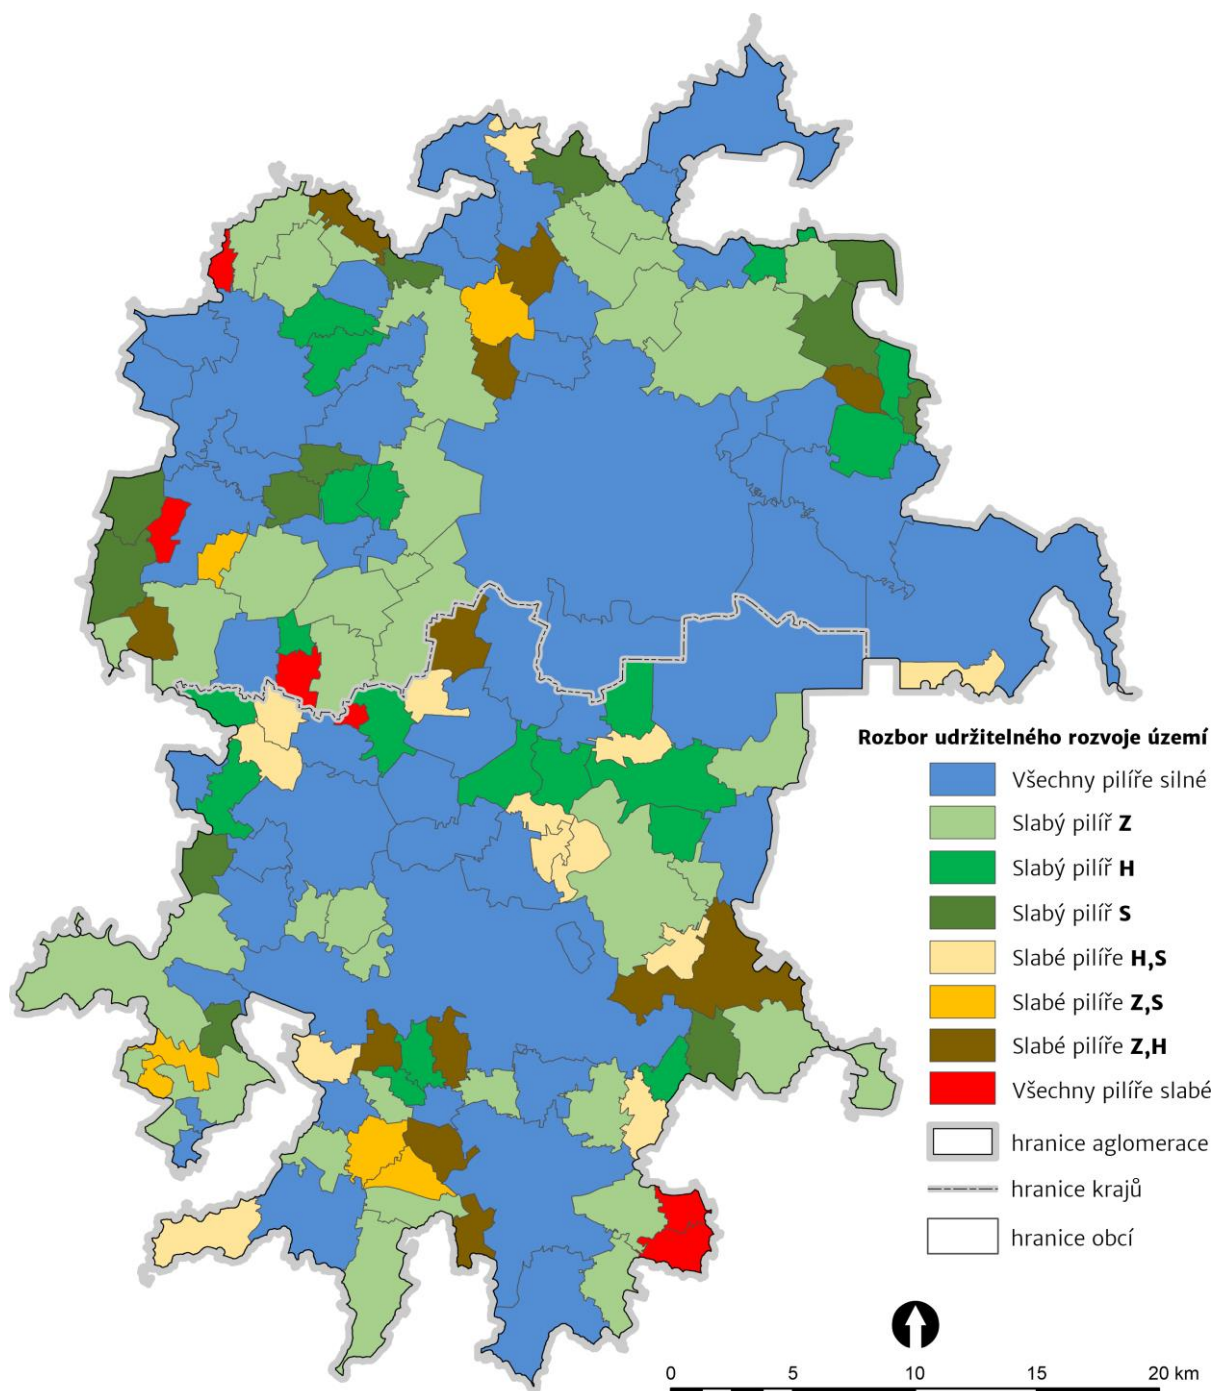 Rozbor udržitelného rozvoje území
Všechny pilíře silné
Slabý pilíř Z
Slabý pilíř H
Slabý pilíř S
Slabé pilíře H,S
Slabé pilíře Z,S
Slabé pilíře Z,H
Všechny pilíře slabé
hranice aglomerace
hranice krajů
hranice obcí
0 5 10 15 20 km